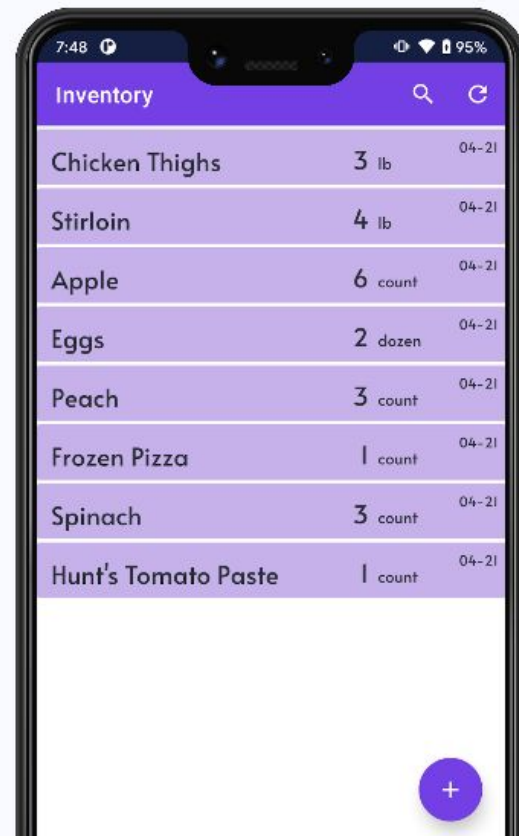 7:48 95%
Inventory
Chicken Thighs 3 lb 04-21
Stirloin 4 lb 04-21
Apple 6 count 04-21
Eggs 2 dozen 04-21
Peach 3 count 04-21
Frozen Pizza 1 count 04-21
Spinach 3 count 04-21
Hunt's Tomato Paste 1 count 04-21
+